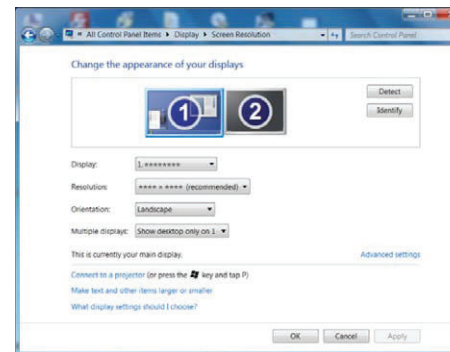 « All Control Panel Items ▸ Display ▸ Screen Resolution
Search Control Panel
Change the appearance of your displays
1
2
Detect
Identify
Display: 1. ********
Resolution: **** × **** (recommended)
Orientation: Landscape
Multiple displays: Show desktop only on 1
This is currently your main display.
Advanced settings
Connect to a projector (or press the key and tap P)
Make text and other items larger or smaller
What display settings should I choose?
OK
Cancel
Apply